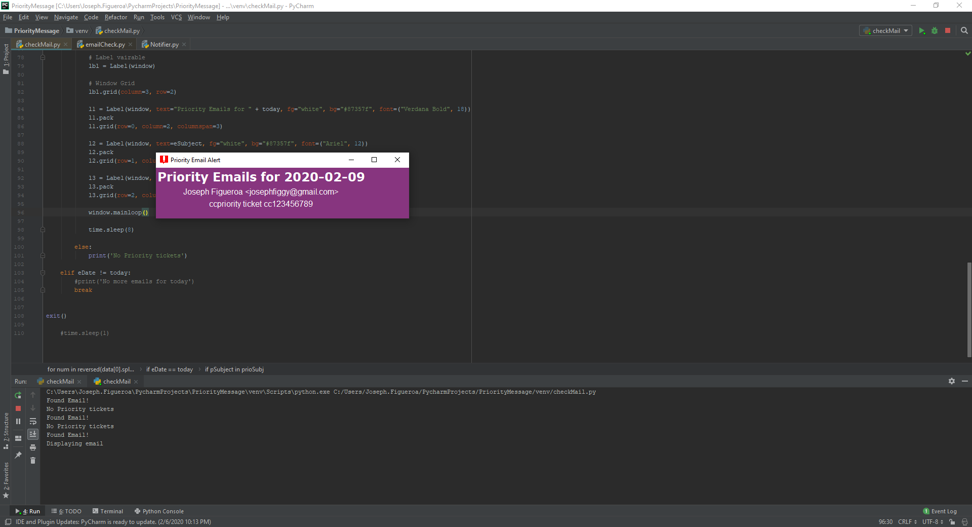 PriorityMessage [C:\Users\Joseph.Figueroa\PycharmProjects\PriorityMessage] - ...\venv\checkMail.py - PyCharm
File Edit View Navigate Code Refactor Run Tools VCS Window Help
PriorityMessage venv checkMail.py checkMail
checkMail.py emailCheck.py Notifier.py
1: Project
78 # Label vairable
79 lbl = Label(window)
80
81 # Window Grid
82 lbl.grid(column=3, row=2)
83
84 l1 = Label(window, text="Priority Emails for " + today, fg="white", bg="#87357F", font=("Verdana Bold", 18))
85 l1.pack
86 l1.grid(row=0, column=2, columnspan=3)
87
88 l2 = Label(window, text=eSubject, fg="white", bg="#87357F", font=("Ariel", 12))
89 l2.pack
90 l2.grid(row=1,
91
92 l3 = Label(window,
93 l3.pack
94 l3.grid(row=2,
95
96 window.mainloop()
97
98 time.sleep(8)
99
100 else:
101 print('No Priority tickets')
102
103 elif eDate != today:
104 #print('No more emails for today')
105 break
106
107
108 exit()
109
110 #time.sleep(1)
Priority Email Alert
Priority Emails for 2020-02-09
Joseph Figueroa <josephfiggy@gmail.com>
ccpriority ticket cc123456789
for num in reversed(data[0].spl... if eDate == today if pSubject in prioSubj
Run: checkMail checkMail
C:\Users\Joseph.Figueroa\PycharmProjects\PriorityMessage\venv\Scripts\python.exe C:/Users/Joseph.Figueroa/PycharmProjects/PriorityMessage/venv/checkMail.py
Found Email!
No Priority tickets
Found Email!
No Priority tickets
Found Email!
Displaying email
Z: Structure
2: Favorites
4: Run 6: TODO Terminal Python Console 1 Event Log
IDE and Plugin Updates: PyCharm is ready to update. (2/6/2020 10:13 PM) 96:30 CRLF UTF-8